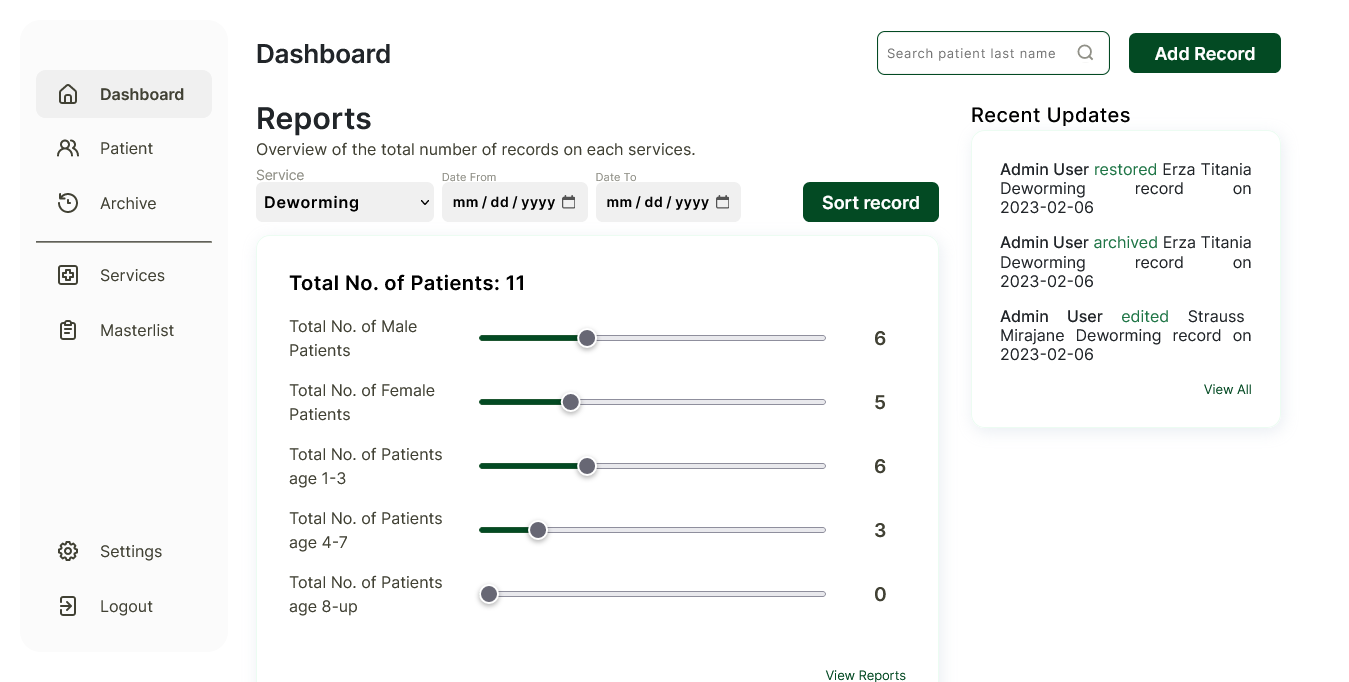 Dashboard
Patient
Archive
Services
Masterlist
Settings
Logout
Dashboard
Search patient last name
Add Record
Reports
Overview of the total number of records on each services.
Service
Deworming
Date From
mm / dd / yyyy
Date To
mm / dd / yyyy
Sort record
Total No. of Patients: 11
Total No. of Male
Patients
6
Total No. of Female
Patients
5
Total No. of Patients
age 1-3
6
Total No. of Patients
age 4-7
3
Total No. of Patients
age 8-up
0
View Reports
Recent Updates
Admin User restored Erza Titania
Deworming record on
2023-02-06
Admin User archived Erza Titania
Deworming record on
2023-02-06
Admin User edited Strauss
Mirajane Deworming record on
2023-02-06
View All